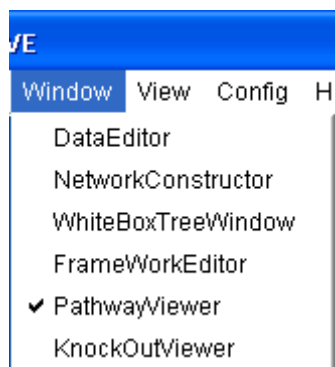 VE
Window View Config H
DataEditor
NetworkConstructor
WhiteBoxTreeWindow
FrameWorkEditor
✔ PathwayViewer
KnockOutViewer